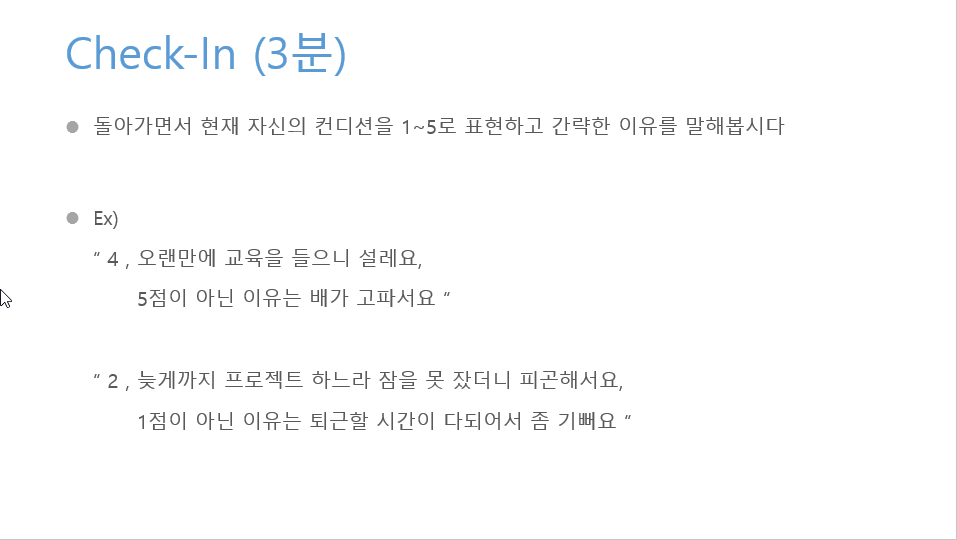 Check-In (3분)
돌아가면서 현재 자신의 컨디션을 1~5로 표현하고 간략한 이유를 말해봅시다
Ex)
“ 4 , 오랜만에 교육을 들으니 설레요,
5점이 아닌 이유는 배가 고파서요 “
“ 2 , 늦게까지 프로젝트 하느라 잠을 못 잤더니 피곤해서요,
1점이 아닌 이유는 퇴근할 시간이 다되어서 좀 기뻐요 “